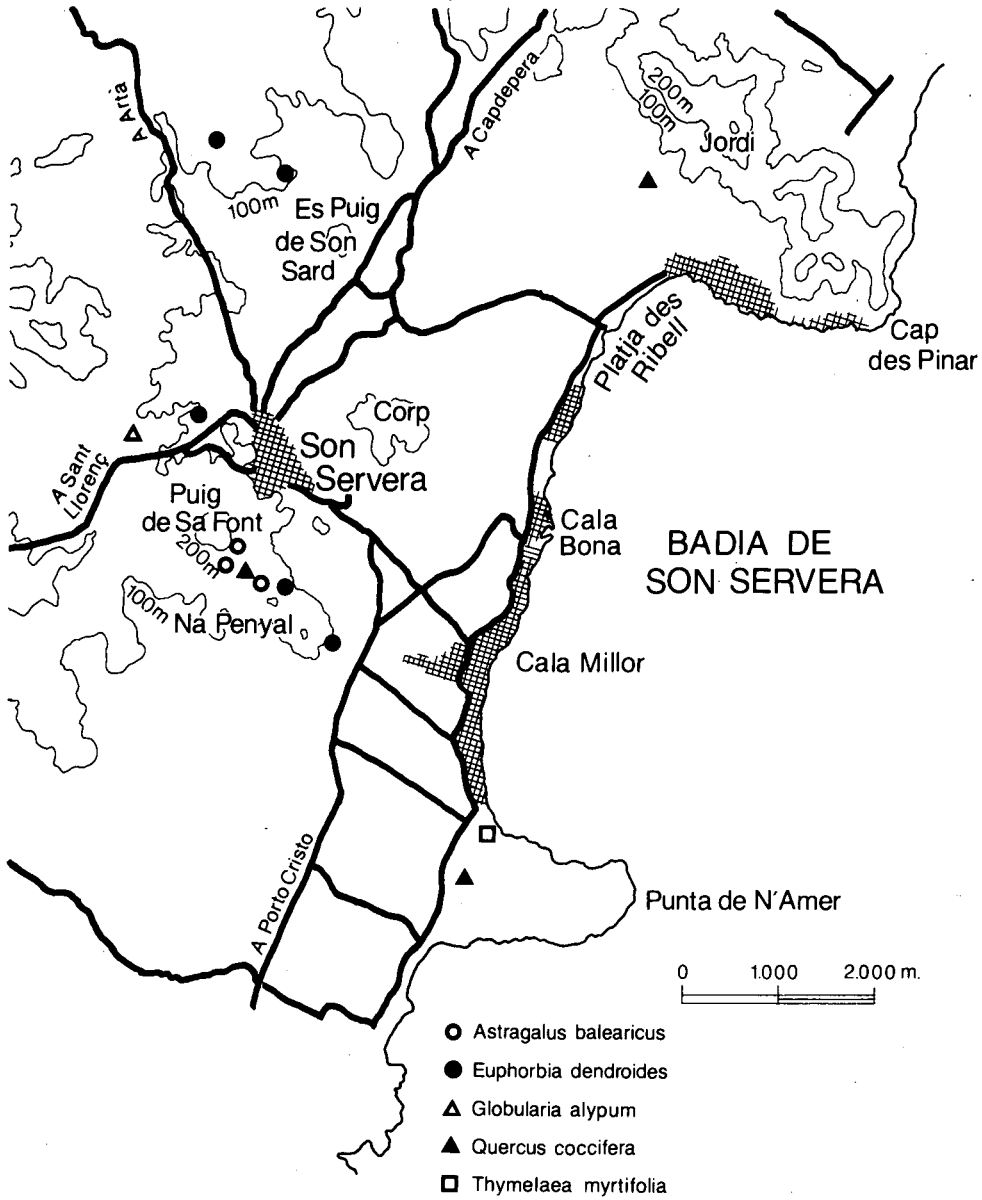 A Artà
A Capdepera
200m
100m
Jordi
100m
Es Puig
de Son
Sard
Platja des
Ribell
Cap
des Pinar
Corp
Son
Servera
A Sant
Llorenç
Puig
de Sa Font
200m
Cala
Bona
BADIA DE
SON SERVERA
100m
Na Penyal
Cala Millor
A Porto Cristo
Punta de N'Amer
0 1.000 2.000 m.
Astragalus balearicus
Euphorbia dendroides
Globularia alypum
Quercus coccifera
Thymelaea myrtifolia